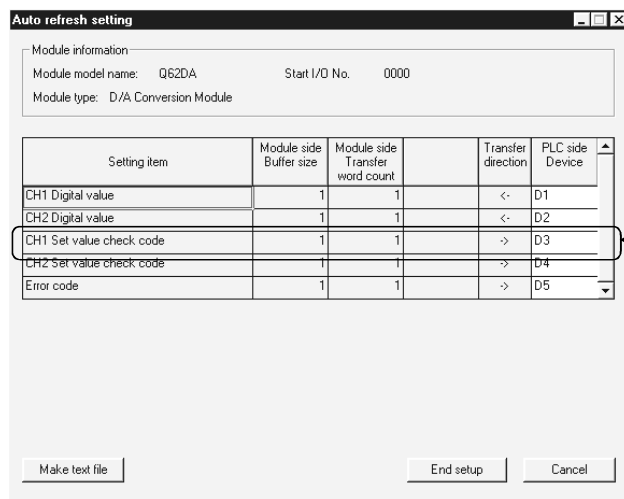 Auto refresh setting
Module information
Module model name: Q62DA Start I/O No. 0000
Module type: D/A Conversion Module
Setting item Module side Buffer size Module side Transfer word count Transfer direction PLC side Device
CH1 Digital value 1 1 <- D1
CH2 Digital value 1 1 <- D2
CH1 Set value check code 1 1 -> D3
CH2 Set value check code 1 1 -> D4
Error code 1 1 -> D5
Make text file End setup Cancel